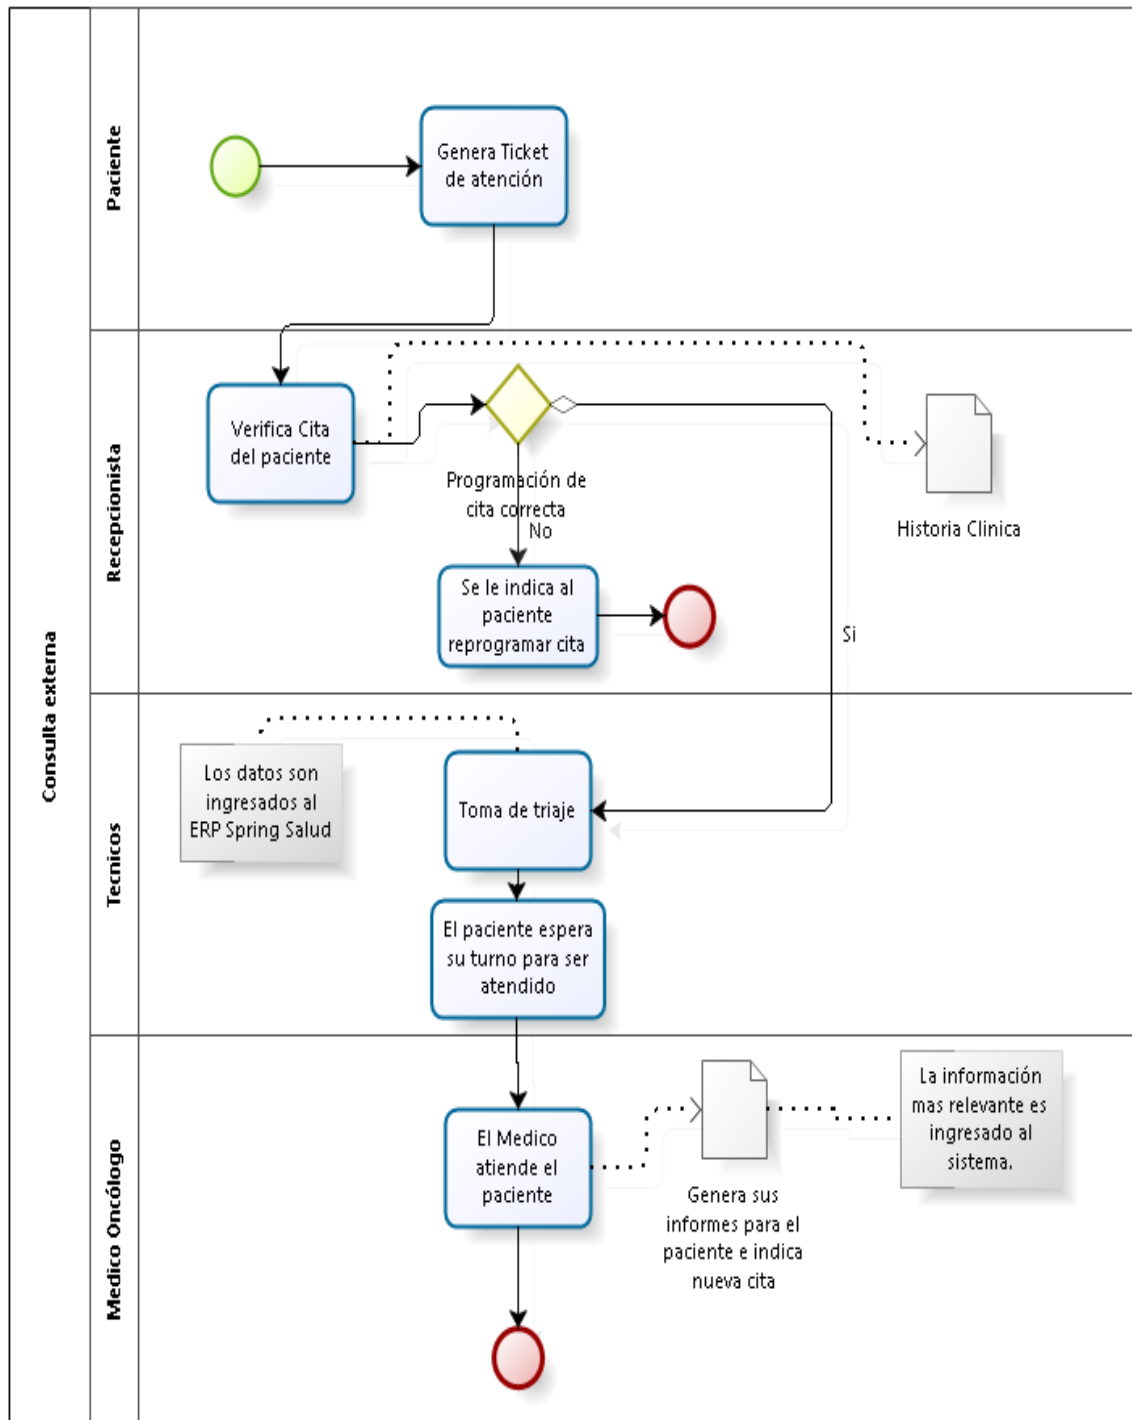 Consulta externa
Paciente
Genera Ticket
de atención
Recepcionista
Verifica Cita
del paciente
Programación de
cita correcta
No
Historia Clinica
Se le indica al
paciente
reprogramar cita
Si
Tecnicos
Los datos son
ingresados al
ERP Spring Salud
Toma de triaje
El paciente espera
su turno para ser
atendido
Medico Oncólogo
El Medico
atiende el
paciente
Genera sus
informes para el
paciente e indica
nueva cita
La información
mas relevante es
ingresado al
sistema.